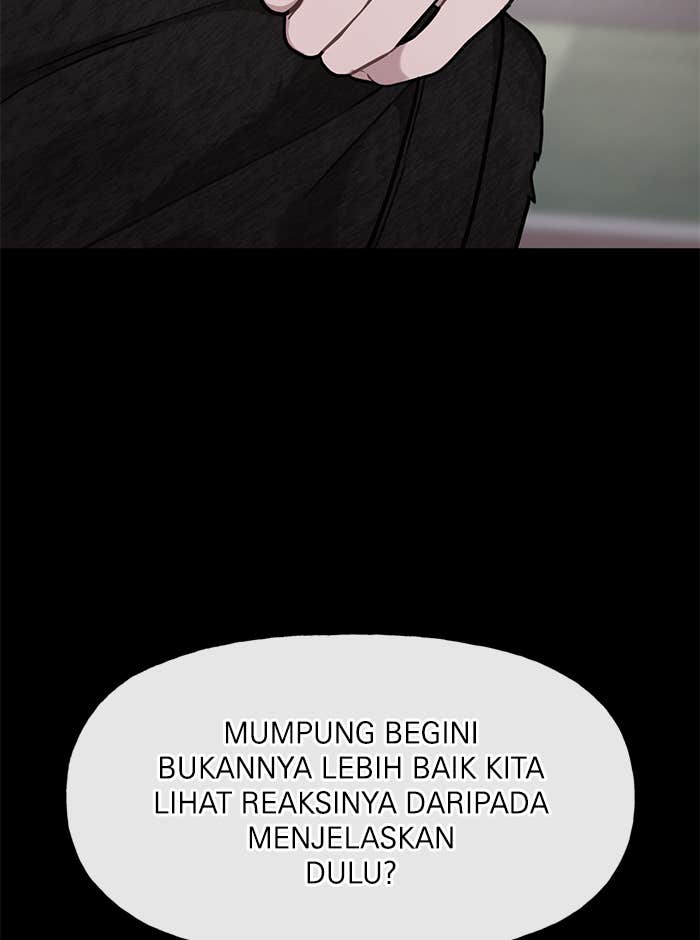 MUMPUNG BEGINI
BUKANNYA LEBIH BAIK KITA
LIHAT REAKSINYA DARIPADA
MENJELASKAN
DULU?